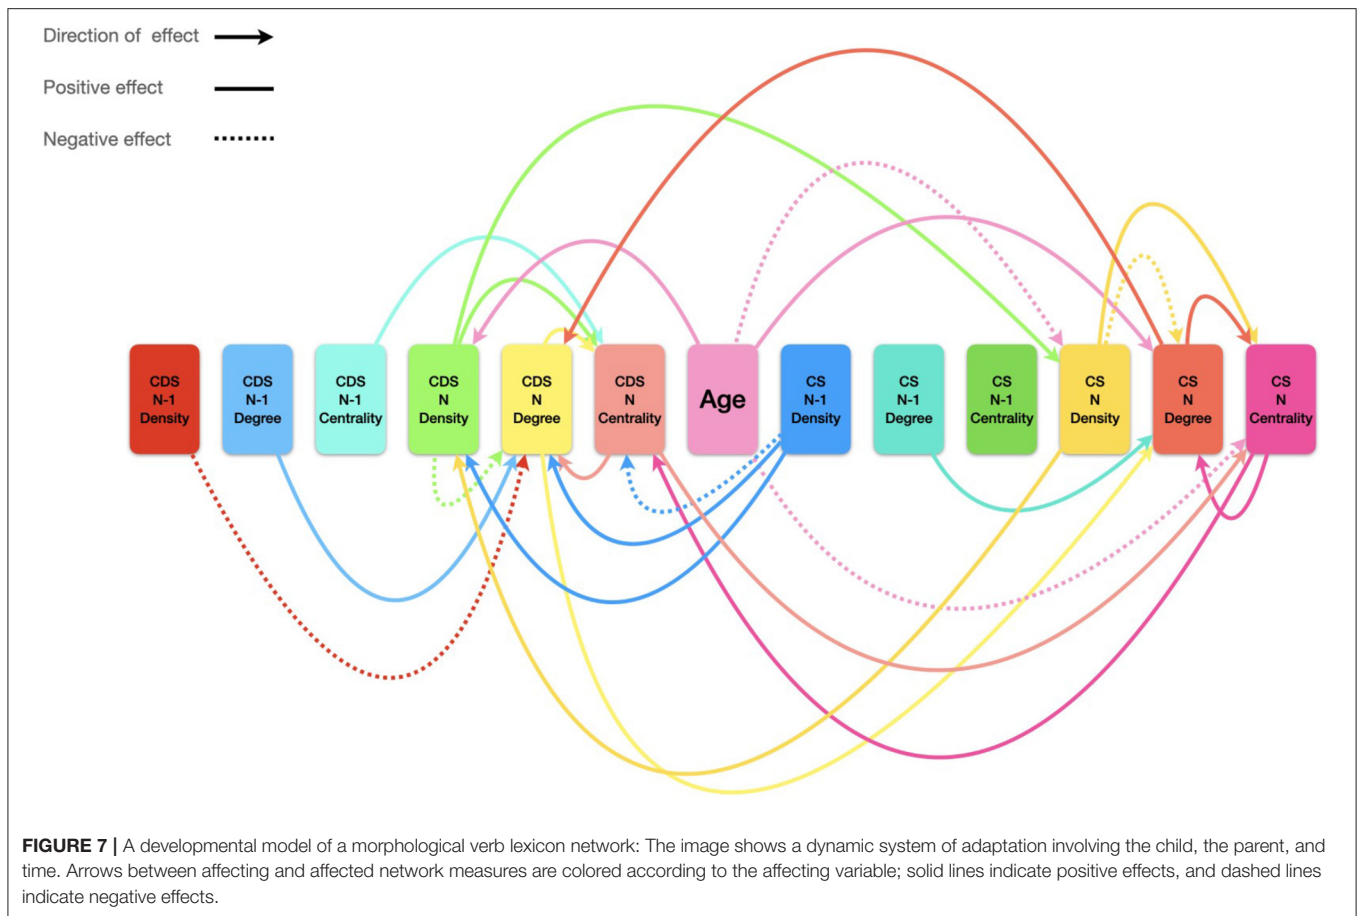 Direction of effect
Positive effect
Negative effect
CDS
N-1
Density
CDS
N-1
Degree
CDS
N-1
Centrality
CDS
N
Density
CDS
N
Degree
CDS
N
Centrality
Age
CS
N-1
Density
CS
N-1
Degree
CS
N-1
Centrality
CS
N
Density
CS
N
Degree
CS
N
Centrality
FIGURE 7 | A developmental model of a morphological verb lexicon network: The image shows a dynamic system of adaptation involving the child, the parent, and
time. Arrows between affecting and affected network measures are colored according to the affecting variable; solid lines indicate positive effects, and dashed lines
indicate negative effects.